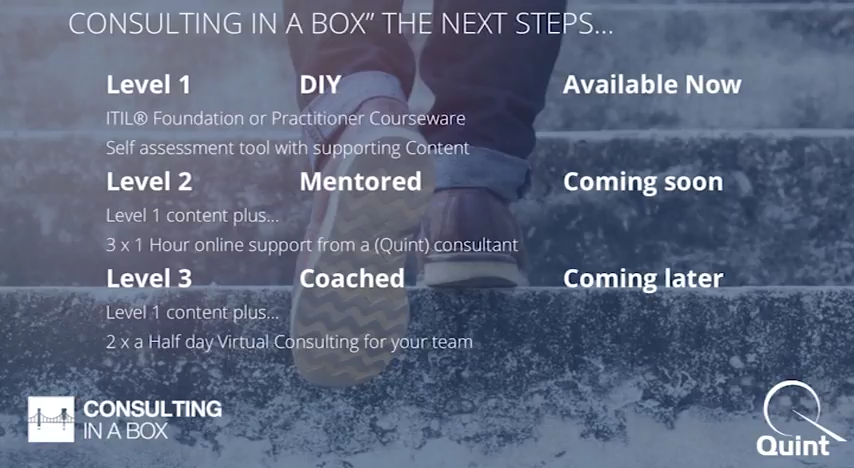 CONSULTING IN A BOX” THE NEXT STEPS...
Level 1 DIY Available Now
ITIL® Foundation or Practitioner Courseware
Self assessment tool with supporting Content
Level 2 Mentored Coming soon
Level 1 content plus...
3 x 1 Hour online support from a (Quint) consultant
Level 3 Coached Coming later
Level 1 content plus...
2 x a Half day Virtual Consulting for your team
CONSULTING
IN A BOX
Quint